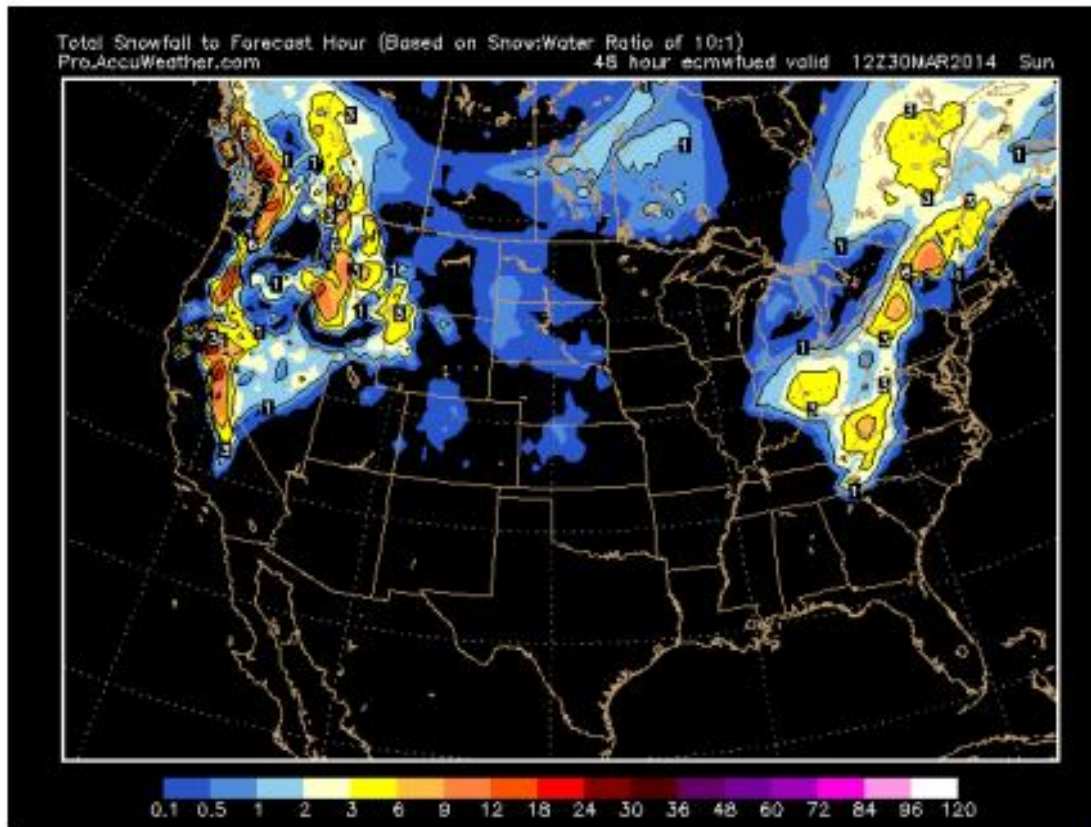 Total Snowfall to Forecast Hour (Based on Snow:Water Ratio of 10:1)
Pro.AccuWeather.com 48 hour ecmwfued valid 12Z30MAR2014 Sun
0.1 0.5 1 2 3 6 9 12 18 24 30 36 48 60 72 84 96 120